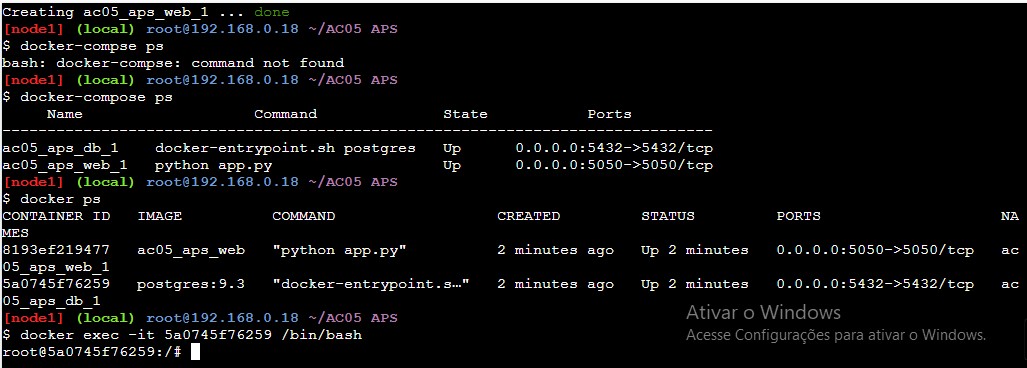 Creating ac05_aps_web_1 ... done
[node1] (local) root@192.168.0.18 ~/AC05 APS
$ docker-compse ps
bash: docker-compse: command not found
[node1] (local) root@192.168.0.18 ~/AC05 APS
$ docker-compose ps
Name Command State Ports
-------------------------------------------------------------------------------
ac05_aps_db_1 docker-entrypoint.sh postgres Up 0.0.0.0:5432->5432/tcp
ac05_aps_web_1 python app.py Up 0.0.0.0:5050->5050/tcp
[node1] (local) root@192.168.0.18 ~/AC05 APS
$ docker ps
CONTAINER ID IMAGE COMMAND CREATED STATUS PORTS NA
MES
8193ef219477 ac05_aps_web "python app.py" 2 minutes ago Up 2 minutes 0.0.0.0:5050->5050/tcp ac
05_aps_web_1
5a0745f76259 postgres:9.3 "docker-entrypoint.s…" 2 minutes ago Up 2 minutes 0.0.0.0:5432->5432/tcp ac
05_aps_db_1
[node1] (local) root@192.168.0.18 ~/AC05 APS
$ docker exec -it 5a0745f76259 /bin/bash
root@5a0745f76259:/#
Ativar o Windows
Acesse Configurações para ativar o Windows.